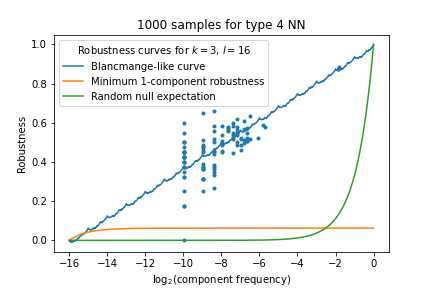 1000 samples for type 4 NN
Robustness curves for k = 3, l = 16
Blancmange-like curve
Minimum 1-component robustness
Random null expectation
Robustness
1.0
0.8
0.6
0.4
0.2
0.0
−16 −14 −12 −10 −8 −6 −4 −2 0
log₂(component frequency)